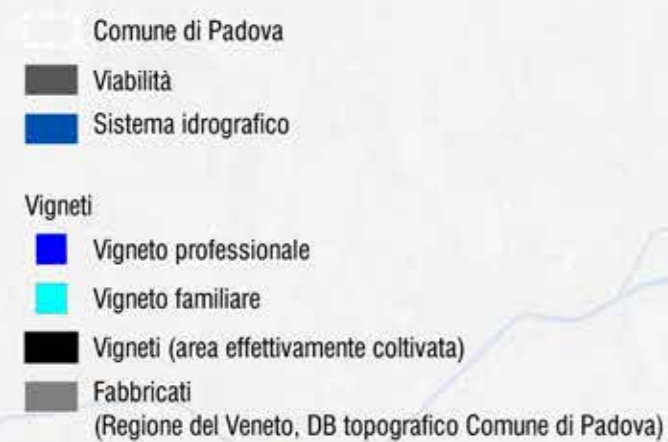 Comune di Padova
Viabilità
Sistema idrografico
Vigneti
Vigneto professionale
Vigneto familiare
Vigneti (area effettivamente coltivata)
Fabbricati
(Regione del Veneto, DB topografico Comune di Padova)